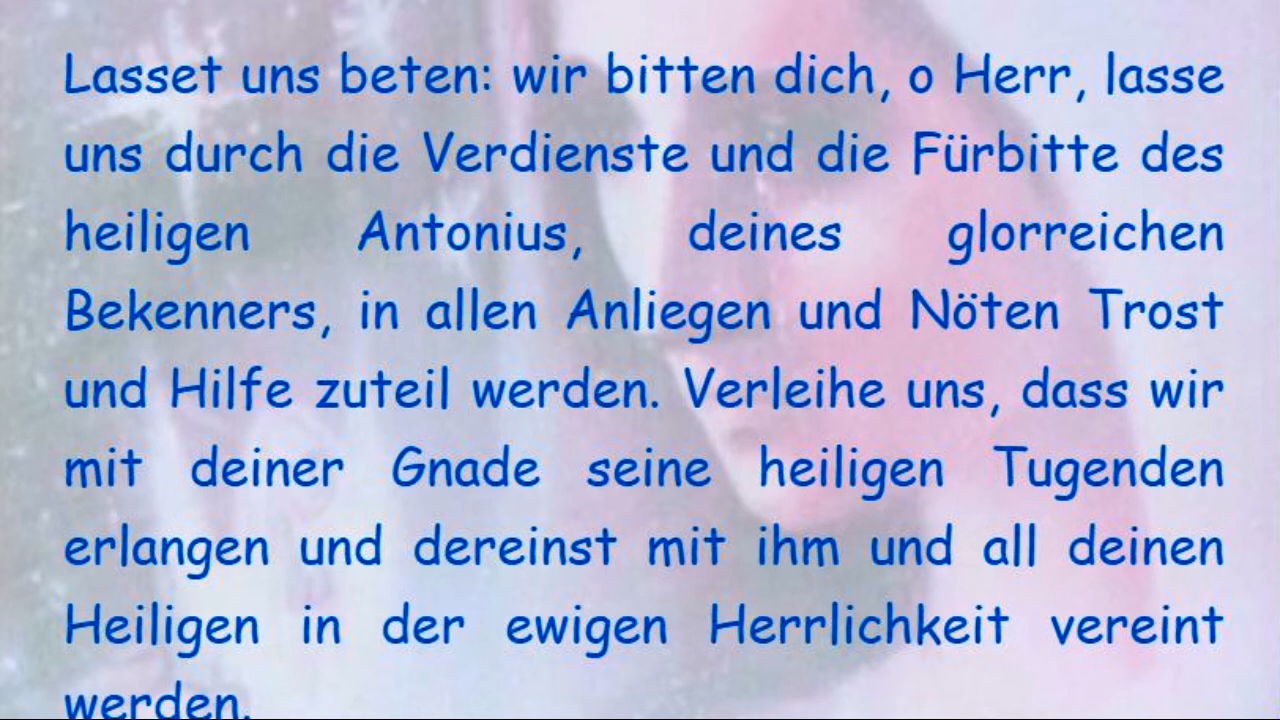 Lasset uns beten: wir bitten dich, o Herr, lasse
uns durch die Verdienste und die Fürbitte des
heiligen Antonius, deines glorreichen
Bekenners, in allen Anliegen und Nöten Trost
und Hilfe zuteil werden. Verleihe uns, dass wir
mit deiner Gnade seine heiligen Tugenden
erlangen und dereinst mit ihm und all deinen
Heiligen in der ewigen Herrlichkeit vereint
werden.